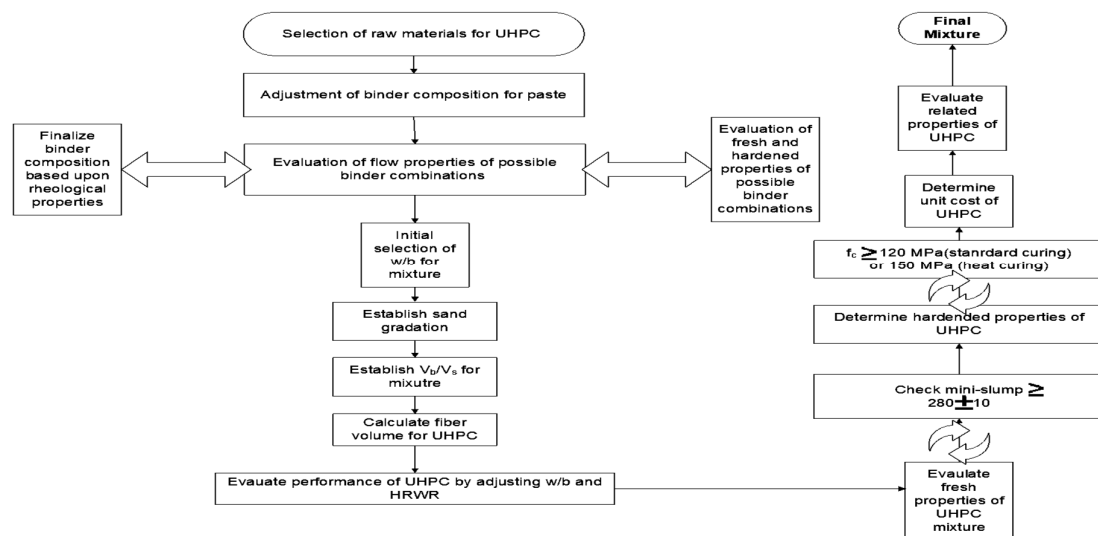 Selection of raw materials for UHPC
Adjustment of binder composition for paste
Finalize
binder
composition
based upon
rheological
properties
Evaluation of flow properties of possible
binder combinations
Evaluation of
fresh and
hardened
properties of
possible
binder
combinations
Initial
selection of
w/b for
mixture
Establish sand
gradation
Establish Vb/Vs for
mixutre
Calculate fiber
volume for UHPC
Evauate performance of UHPC by adjusting w/b and
HRWR
Evaulate
fresh
properties of
UHPC
mixture
Check mini-slump ≥
280±10
Determine hardended properties of
UHPC
fc ≥ 120 MPa(stanrdard curing)
or 150 MPa (heat curing)
Determine
unit cost of
UHPC
Evaluate
related
properties of
UHPC
Final
Mixture